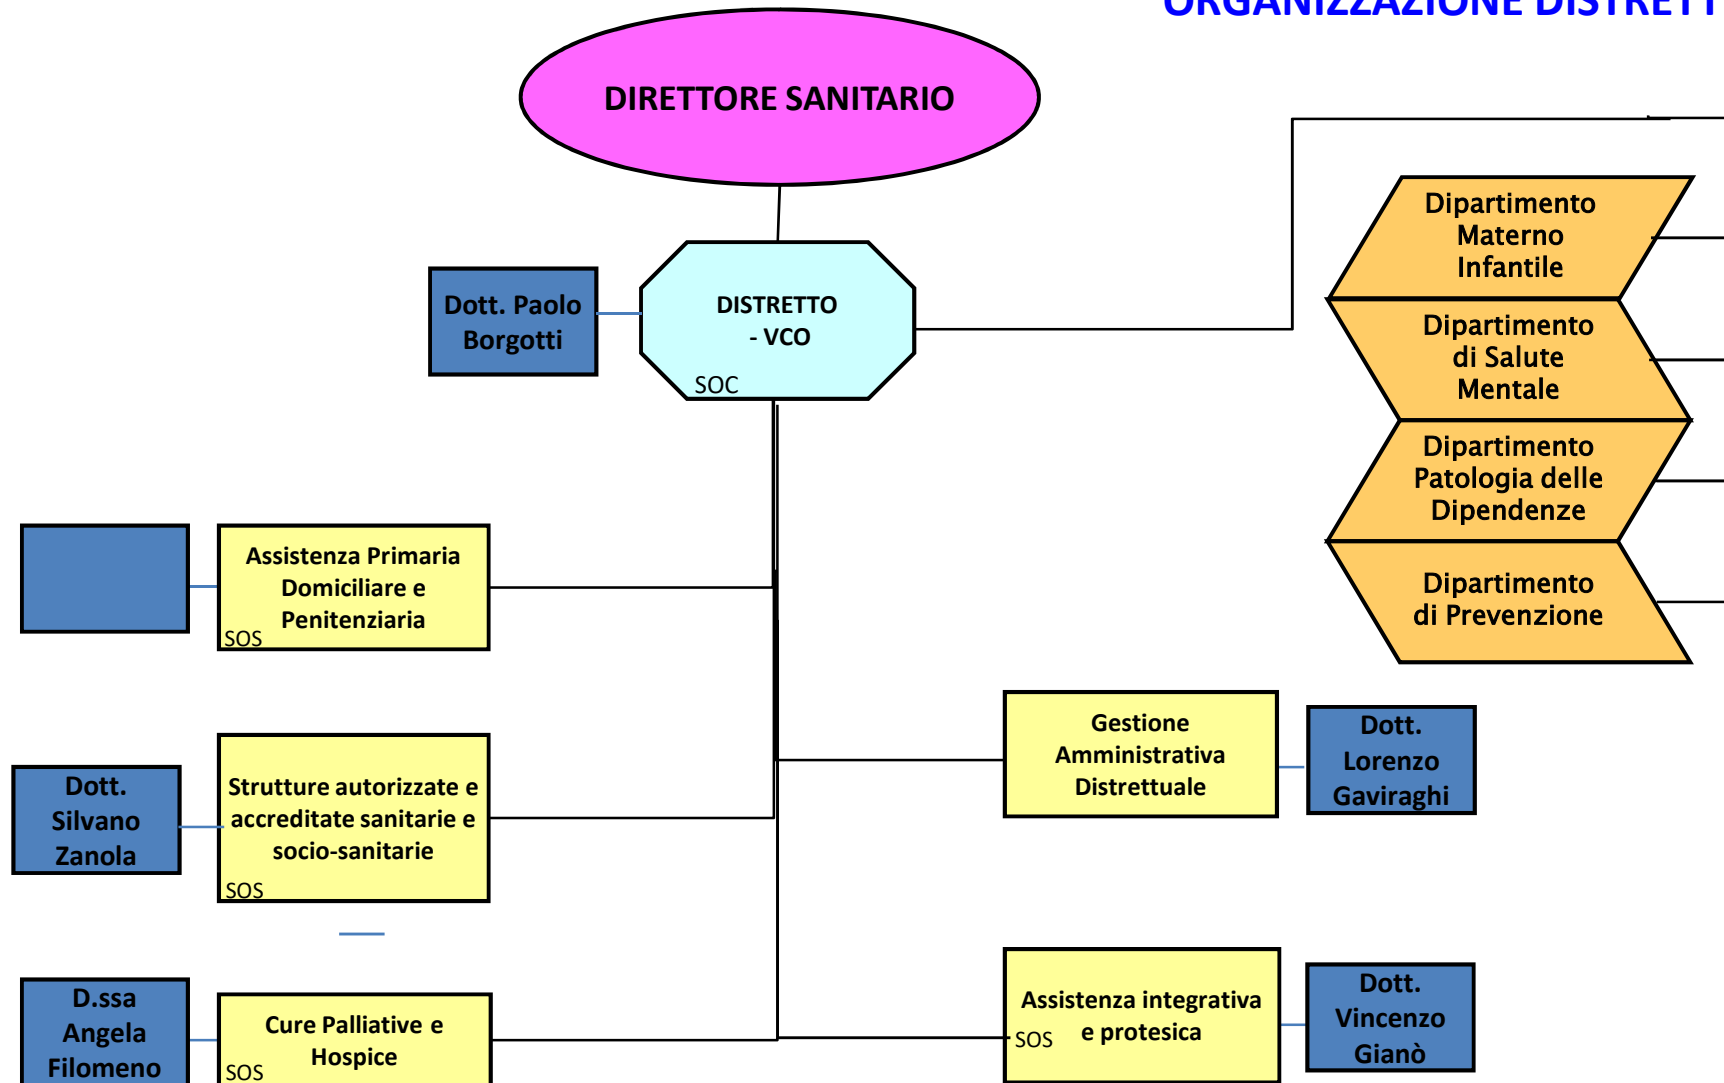 ORGANIZZAZIONE DISTRETT
DIRETTORE SANITARIO
Dott. Paolo
Borgotti
DISTRETTO
- VCO
SOC
Dipartimento
Materno
Infantile
Dipartimento
di Salute
Mentale
Dipartimento
Patologia delle
Dipendenze
Dipartimento
di Prevenzione
Assistenza Primaria
Domiciliare e
Penitenziaria
SOS
Dott.
Silvano
Zanola
Strutture autorizzate e
accreditate sanitarie e
socio-sanitarie
SOS
Gestione
Amministrativa
Distrettuale
Dott.
Lorenzo
Gaviraghi
D.ssa
Angela
Filomeno
Cure Palliative e
Hospice
SOS
Assistenza integrativa
e protesica
SOS
Dott.
Vincenzo
Gianò